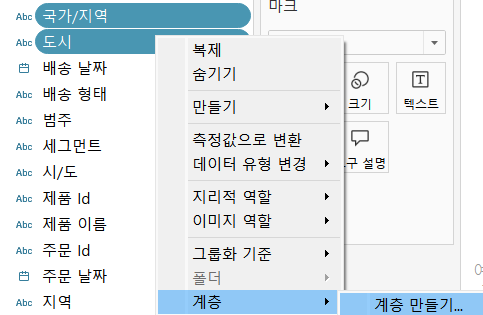 Abc 국가/지역
Abc 도시
배송 날짜
Abc 배송 형태
Abc 범주
Abc 세그먼트
Abc 시/도
Abc 제품 Id
Abc 제품 이름
Abc 주문 Id
주문 날짜
Abc 지역
복제
숨기기
만들기
측정값으로 변환
데이터 유형 변경
지리적 역할
이미지 역할
그룹화 기준
폴더
계층
계층 만들기...
마크
크기
텍스트
구 설명